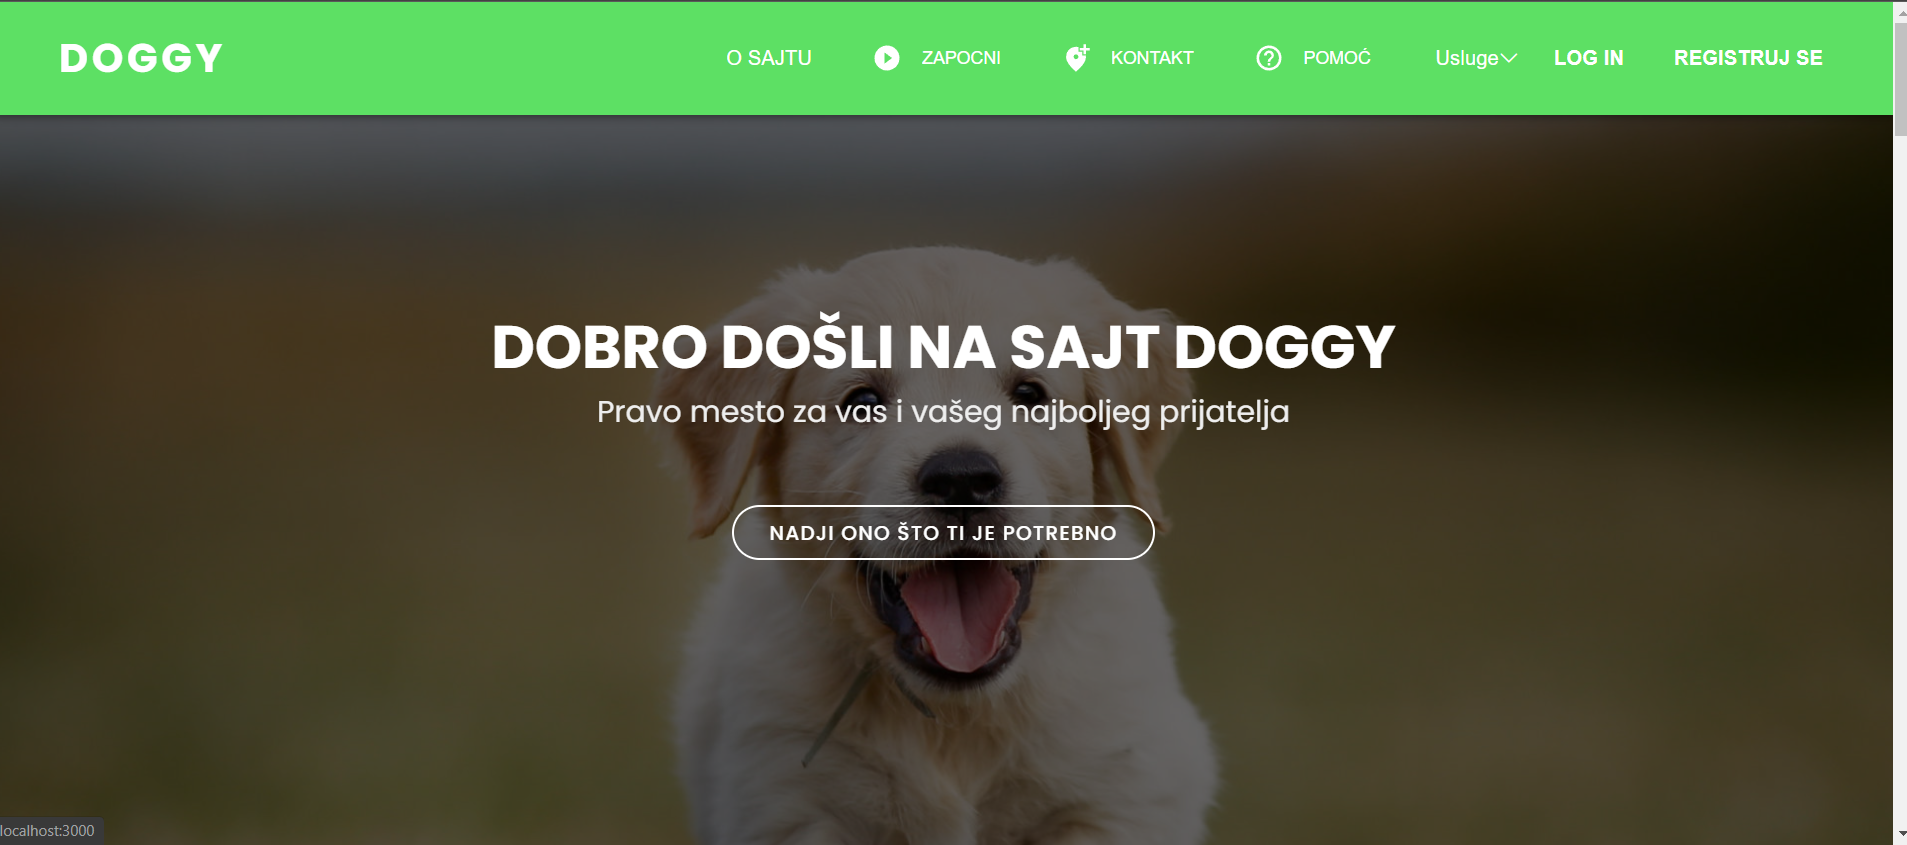 DOGGY
O SAJTU
ZAPOCNI
KONTAKT
POMOĆ
Usluge
LOG IN
REGISTRUJ SE
DOBRO DOŠLI NA SAJT DOGGY
Pravo mesto za vas i vašeg najboljeg prijatelja
NADJI ONO ŠTO TI JE POTREBNO
localhost:3000